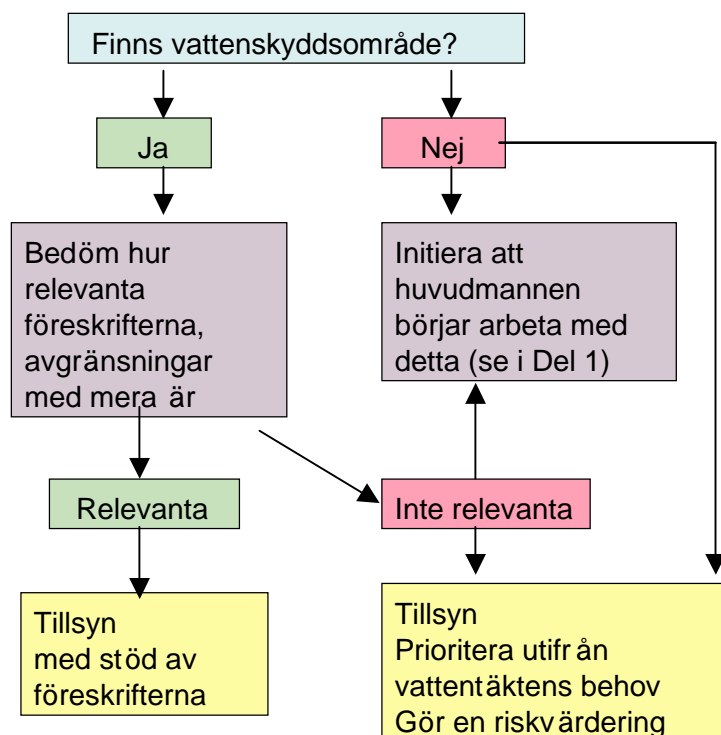 Finns vattenskyddsområde?
Ja
Nej
Bedöm hur
relevanta
föreskrifterna,
avgränsningar
med mera är
Initiera att
huvudmannen
börjar arbeta med
detta (se i Del 1)
Relevanta
Inte relevanta
Tillsyn
med stöd av
föreskrifterna
Tillsyn
Prioritera utifrån
vattentäktens behov
Gör en riskvärdering